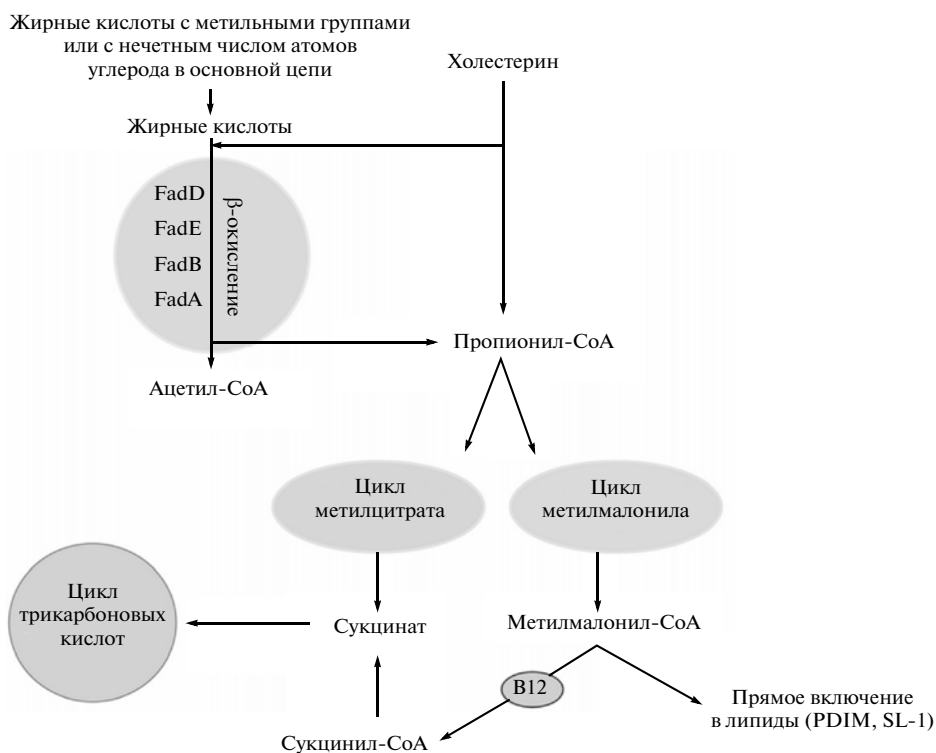 Жирные кислоты с метильными группами
или с нечетным числом атомов
углерода в основной цепи
Холестерин
Жирные кислоты
FadD
FadE
FadB
FadA
β-окисление
Пропионил-CoA
Ацетил-CoA
Цикл
метилцитрата
Цикл
метилмалонила
Цикл
трикарбоновых
кислот
Сукцинат
Метилмалонил-CoA
B12
Прямое включение
в липиды (PDIM, SL-1)
Сукцинил-CoA